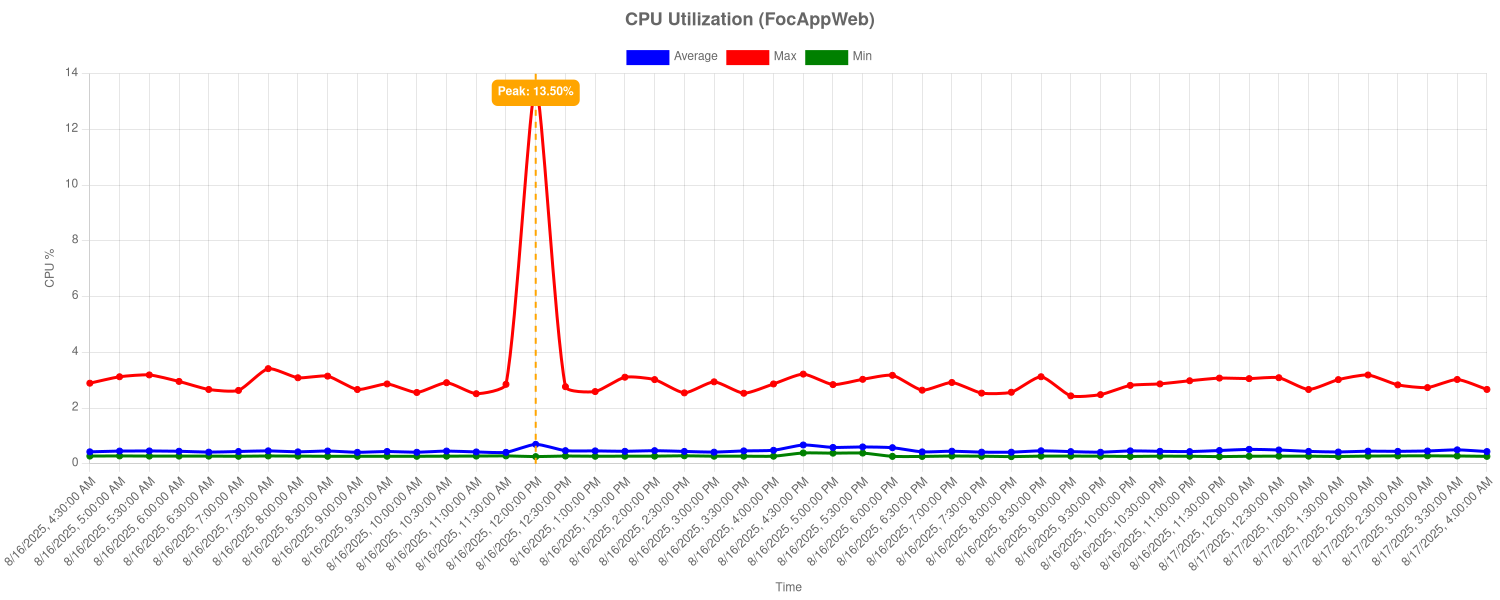 CPU Utilization (FocAppWeb)
Average Max Min
Peak: 13.50%
14
12
10
8
6
4
2
0
CPU %
8/16/2025, 4:30:00 AM
8/16/2025, 5:00:00 AM
8/16/2025, 5:30:00 AM
8/16/2025, 6:00:00 AM
8/16/2025, 6:30:00 AM
8/16/2025, 7:00:00 AM
8/16/2025, 7:30:00 AM
8/16/2025, 8:00:00 AM
8/16/2025, 8:30:00 AM
8/16/2025, 9:00:00 AM
8/16/2025, 9:30:00 AM
8/16/2025, 10:00:00 AM
8/16/2025, 10:30:00 AM
8/16/2025, 11:00:00 AM
8/16/2025, 11:30:00 AM
8/16/2025, 12:00:00 PM
8/16/2025, 12:30:00 PM
8/16/2025, 1:00:00 PM
8/16/2025, 1:30:00 PM
8/16/2025, 2:00:00 PM
8/16/2025, 2:30:00 PM
8/16/2025, 3:00:00 PM
8/16/2025, 3:30:00 PM
8/16/2025, 4:00:00 PM
8/16/2025, 4:30:00 PM
8/16/2025, 5:00:00 PM
8/16/2025, 5:30:00 PM
8/16/2025, 6:00:00 PM
8/16/2025, 6:30:00 PM
8/16/2025, 7:00:00 PM
8/16/2025, 7:30:00 PM
8/16/2025, 8:00:00 PM
8/16/2025, 8:30:00 PM
8/16/2025, 9:00:00 PM
8/16/2025, 9:30:00 PM
8/16/2025, 10:00:00 PM
8/16/2025, 10:30:00 PM
8/16/2025, 11:00:00 PM
8/16/2025, 11:30:00 PM
8/17/2025, 12:00:00 AM
8/17/2025, 12:30:00 AM
8/17/2025, 1:00:00 AM
8/17/2025, 1:30:00 AM
8/17/2025, 2:00:00 AM
8/17/2025, 2:30:00 AM
8/17/2025, 3:00:00 AM
8/17/2025, 3:30:00 AM
8/17/2025, 4:00:00 AM
Time